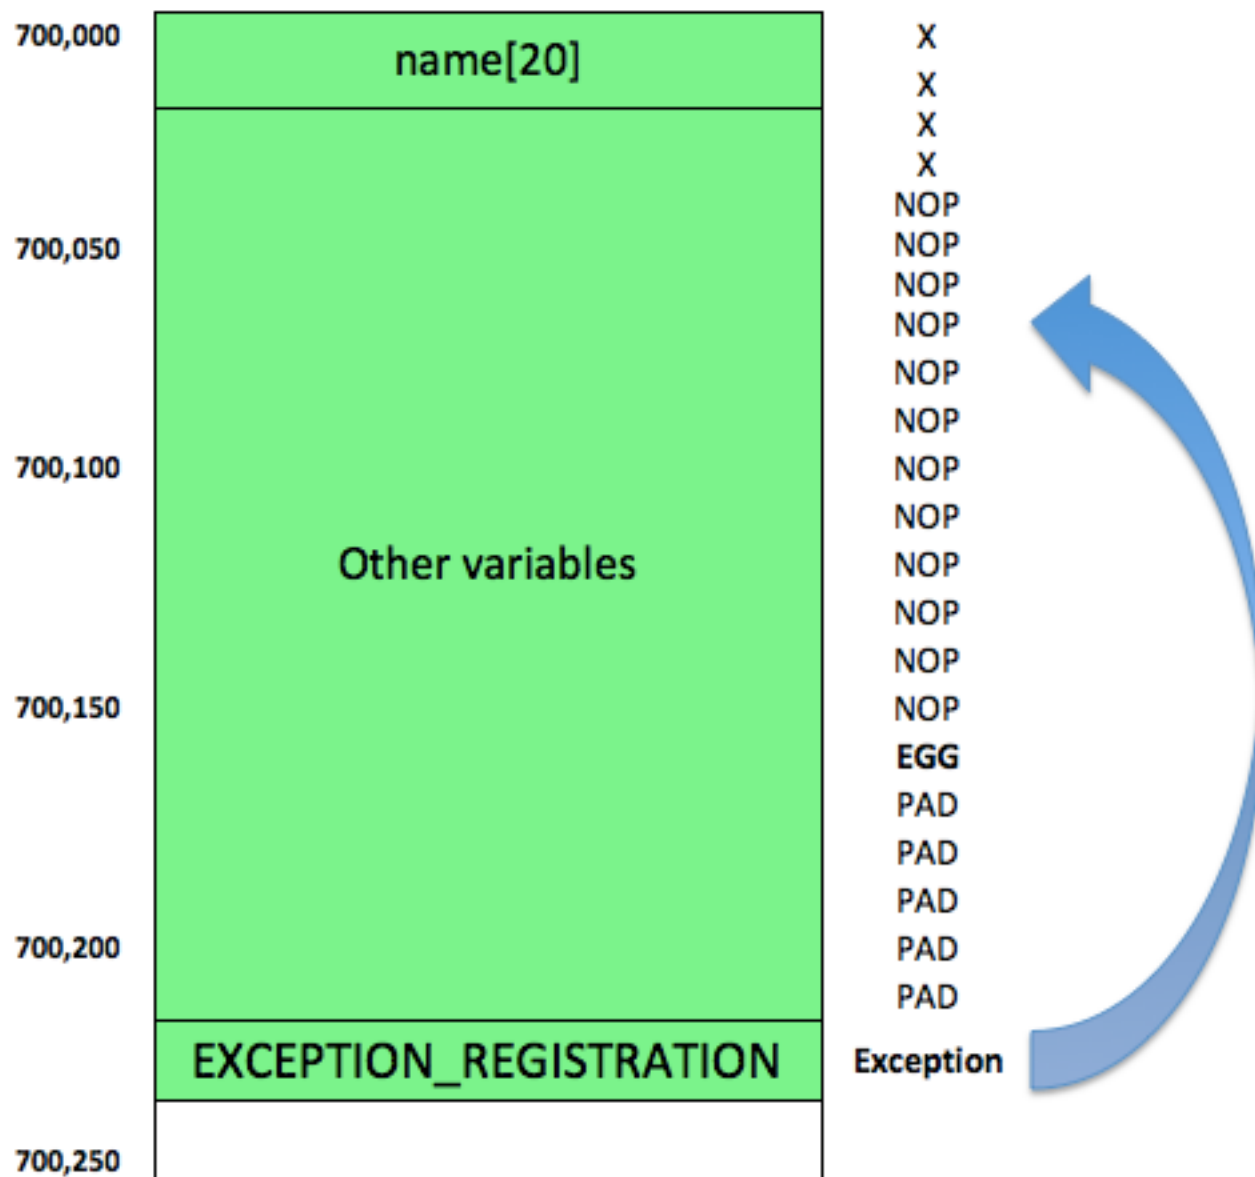 700,000 name[20] X
X
X
X
NOP
700,050 NOP
NOP
NOP
NOP
NOP
700,100 NOP
NOP
Other variables NOP
NOP
NOP
700,150 NOP
EGG
PAD
PAD
PAD
700,200 PAD
PAD
EXCEPTION_REGISTRATION Exception
700,250